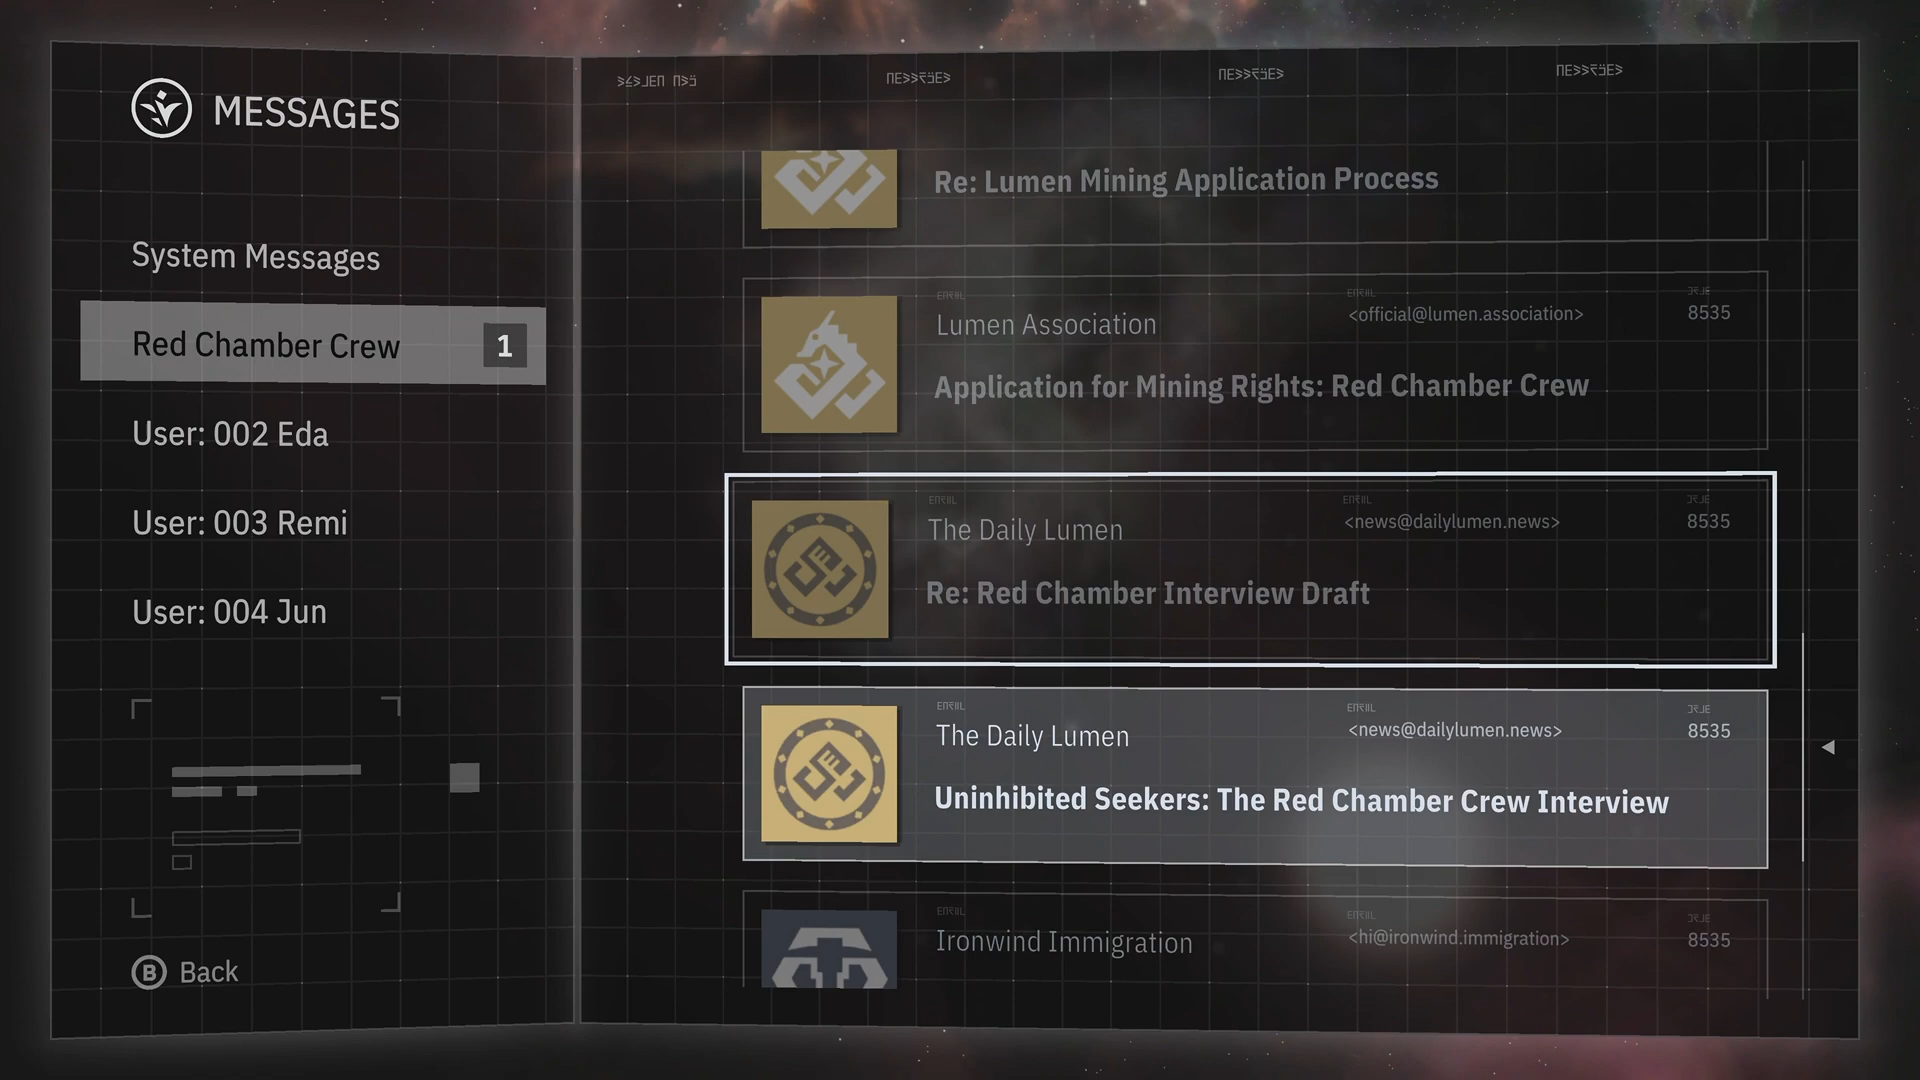 MESSAGES
System Messages
Red Chamber Crew 1
User: 002 Eda
User: 003 Remi
User: 004 Jun
B Back
Re: Lumen Mining Application Process
Lumen Association <official@lumen.association> 8535
Application for Mining Rights: Red Chamber Crew
The Daily Lumen <news@dailylumen.news> 8535
Re: Red Chamber Interview Draft
The Daily Lumen <news@dailylumen.news> 8535
Uninhibited Seekers: The Red Chamber Crew Interview
Ironwind Immigration <hi@ironwind.immigration> 8535